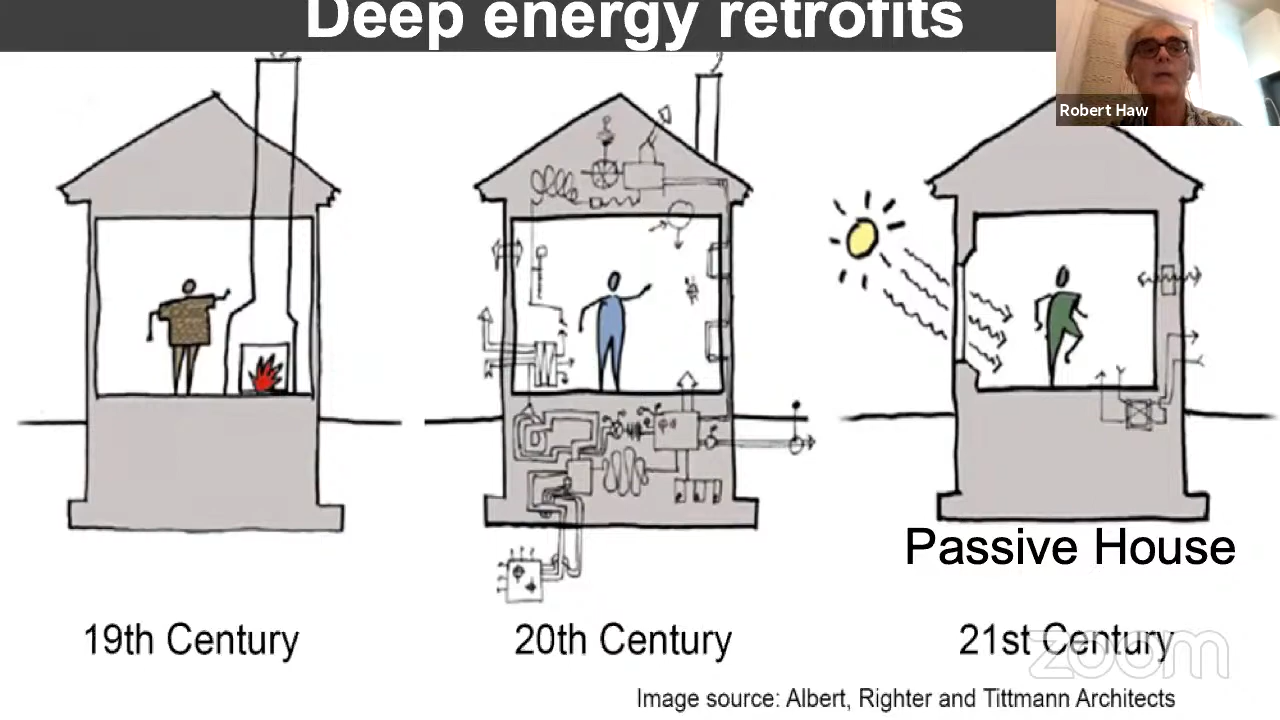 Deep energy retrofits
Robert Haw
Passive House
19th Century
20th Century
21st Century
zoom
Image source: Albert, Righter and Tittmann Architects